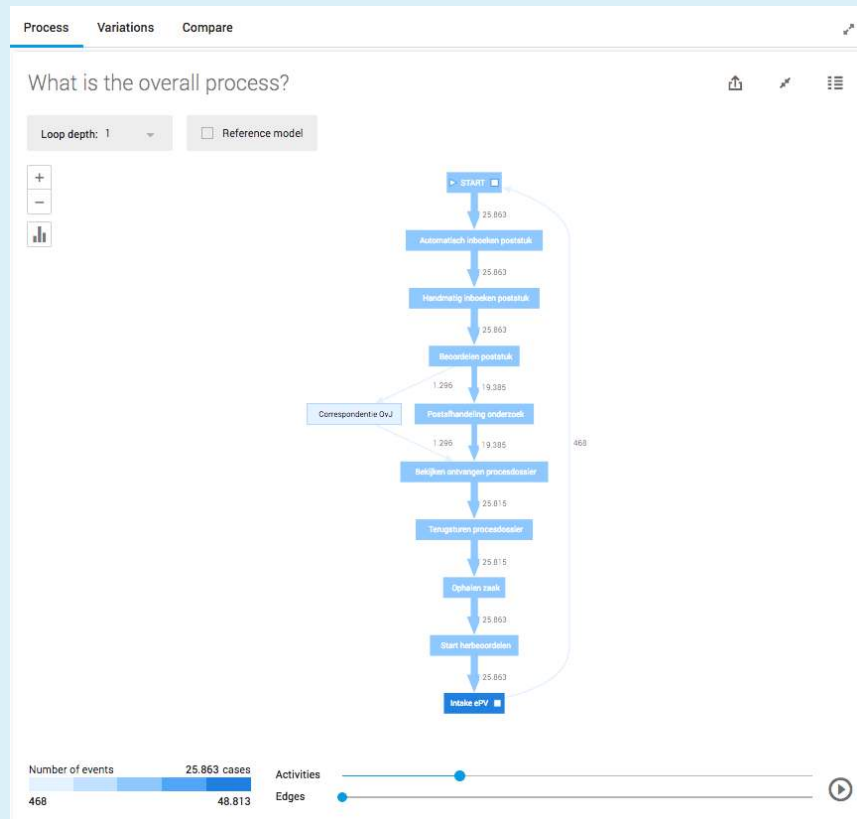 Process Variations Compare
What is the overall process?
Loop depth: 1
Reference model
+
−
START
25.863
Automatisch inboeken poststuk
25.863
Handmatig inboeken poststuk
25.863
Beoordelen poststuk
1.296 19.385
Correspondentie OvJ Postafhandeling onderzoek
1.296 19.385 468
Bekijken ontvangen procesdossier
25.815
Terugsturen procesdossier
25.815
Ophalen zaak
25.863
Start herbeoordelen
25.863
Intake ePV
Number of events 25.863 cases
468 48.813
Activities
Edges